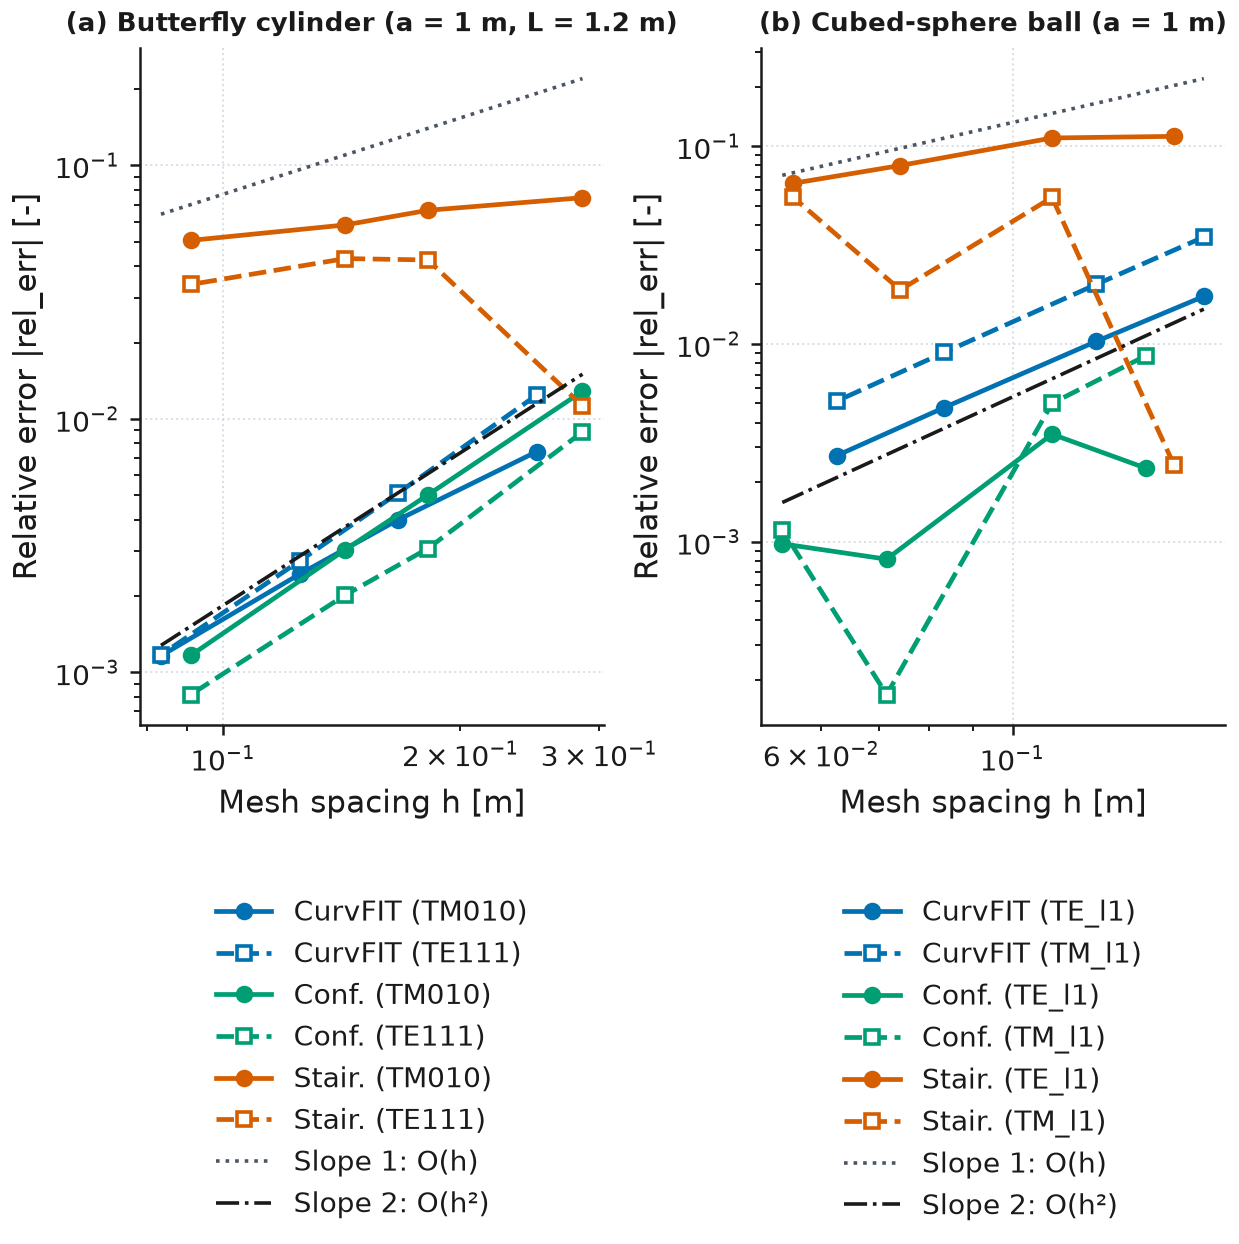 (a) Butterfly cylinder (a = 1 m, L = 1.2 m)
Relative error |rel_err| [-]
10⁻¹
10⁻²
10⁻³
10⁻¹
2 × 10⁻¹
3 × 10⁻¹
Mesh spacing h [m]
CurvFIT (TM010)
CurvFIT (TE111)
Conf. (TM010)
Conf. (TE111)
Stair. (TM010)
Stair. (TE111)
Slope 1: O(h)
Slope 2: O(h²)
(b) Cubed-sphere ball (a = 1 m)
Relative error |rel_err| [-]
10⁻¹
10⁻²
10⁻³
6 × 10⁻²
10⁻¹
Mesh spacing h [m]
CurvFIT (TE_l1)
CurvFIT (TM_l1)
Conf. (TE_l1)
Conf. (TM_l1)
Stair. (TE_l1)
Stair. (TM_l1)
Slope 1: O(h)
Slope 2: O(h²)